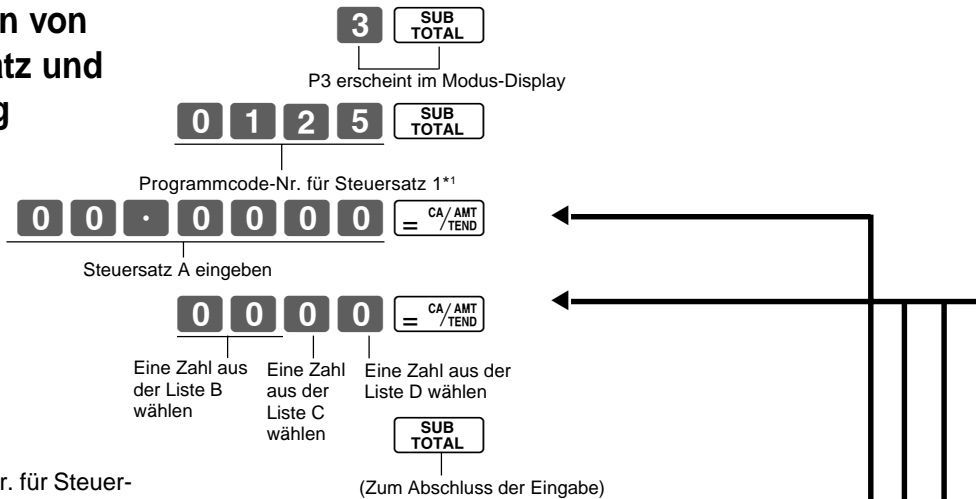 n von
atz und
g
3 SUB TOTAL
P3 erscheint im Modus-Display
0 1 2 5 SUB TOTAL
Programmcode-Nr. für Steuersatz 1*1
0 0 · 0 0 0 0 = CA/AMT/TEND
Steuersatz A eingeben
0 0 0 0 = CA/AMT/TEND
Eine Zahl aus der Liste B wählen
Eine Zahl aus der Liste C wählen
Eine Zahl aus der Liste D wählen
SUB TOTAL
r. für Steuer-
(Zum Abschluss der Eingabe)